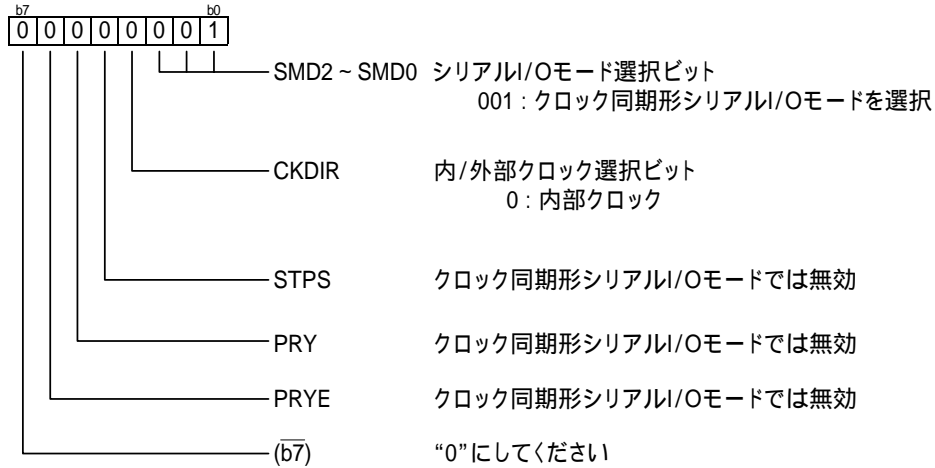 b7 b0
0 0 0 0 0 0 0 1
SMD2 ~ SMD0 シリアルI/Oモード選択ビット
001 : クロック同期形シリアルI/Oモードを選択
CKDIR 内/外部クロック選択ビット
0 : 内部クロック
STPS クロック同期形シリアルI/Oモードでは無効
PRY クロック同期形シリアルI/Oモードでは無効
PRYE クロック同期形シリアルI/Oモードでは無効
(b7) “0”にしてください